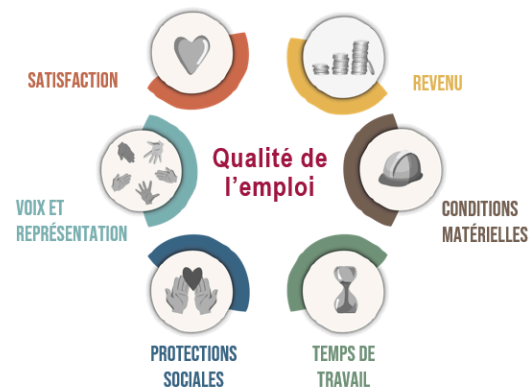 SATISFACTION
REVENU
Qualité de
l'emploi
VOIX ET
REPRÉSENTATION
CONDITIONS
MATÉRIELLES
PROTECTIONS
SOCIALES
TEMPS DE
TRAVAIL